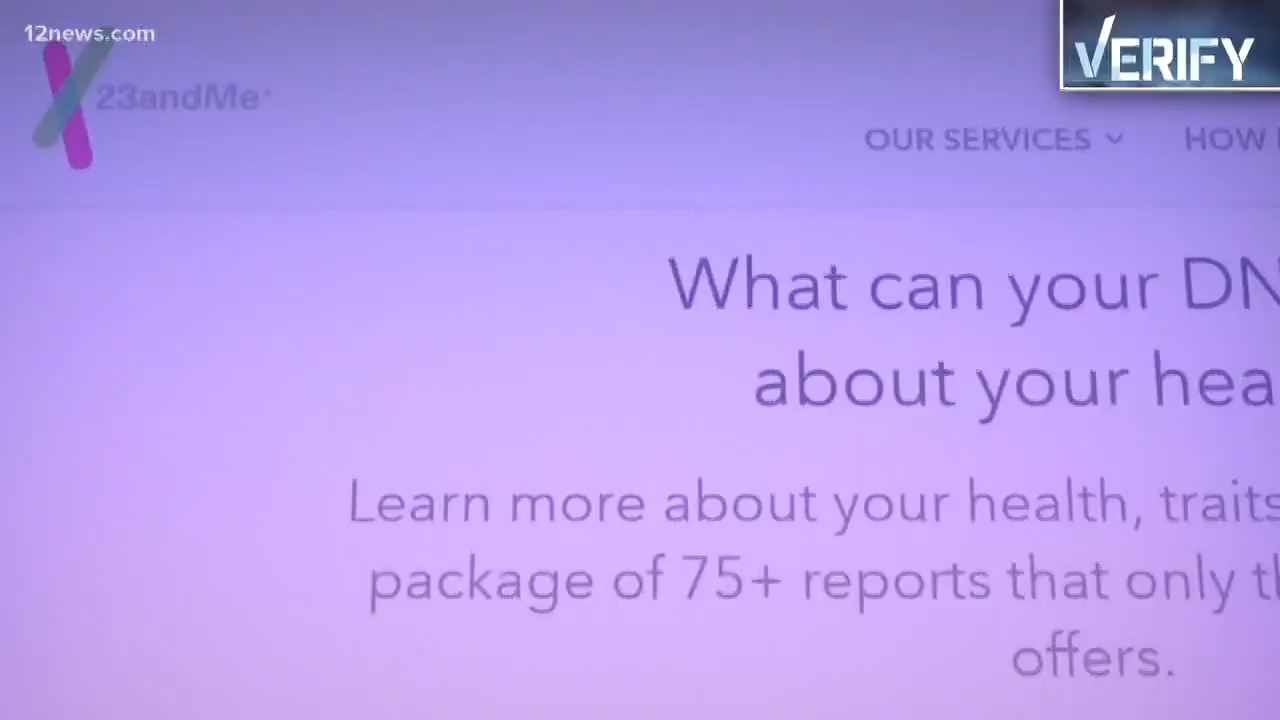 12news.com
VERIFY
23andMe
OUR SERVICES
HOW
What can your DN
about your hea
Learn more about your health, traits
package of 75+ reports that only th
offers.